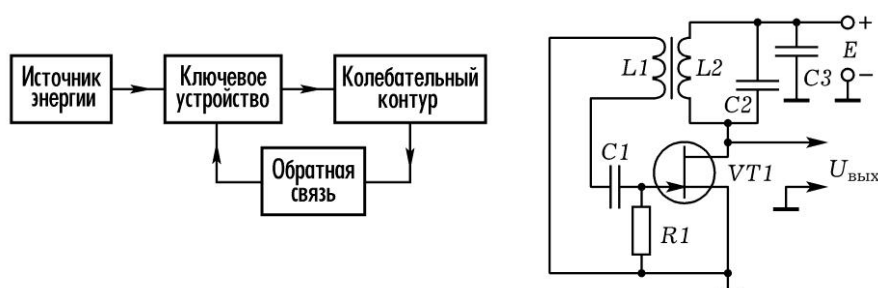 Источник
энергии
Ключевое
устройство
Колебательный
контур
Обратная
связь
L1
L2
C2
C3
+
E
−
C1
VT1
R1
Uвых